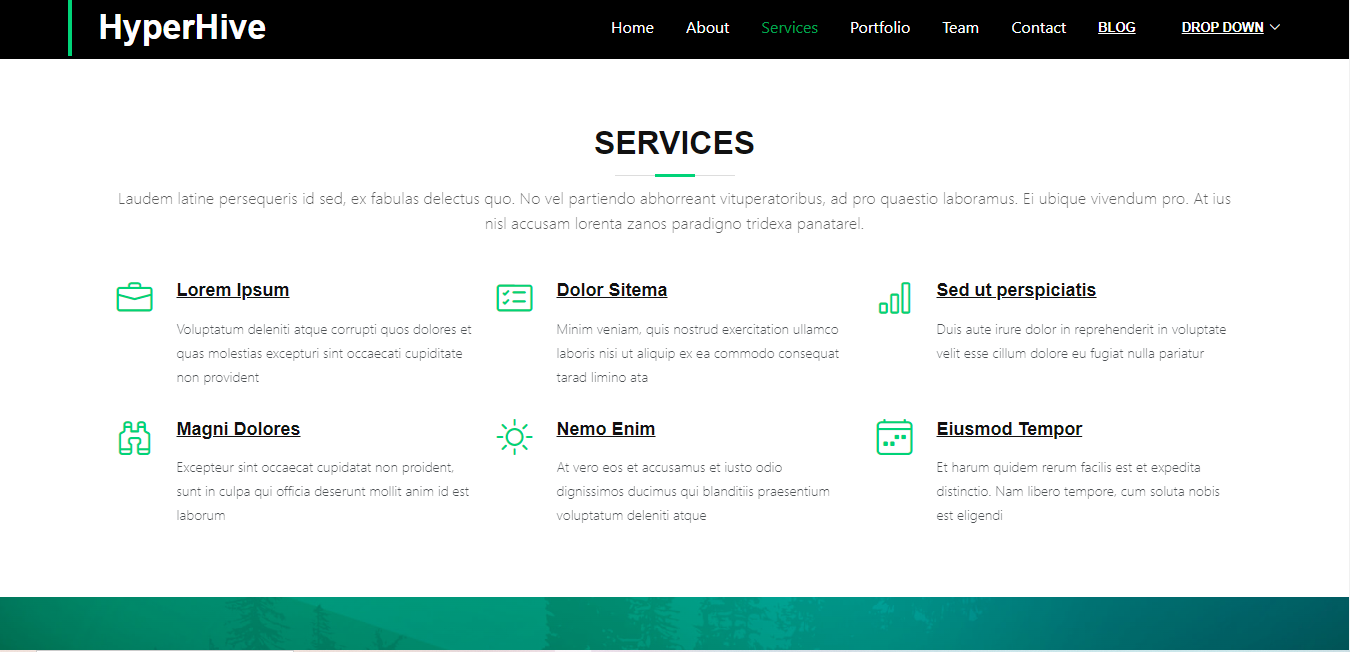 HyperHive
Home About Services Portfolio Team Contact BLOG DROP DOWN
SERVICES
Laudem latine persequeris id sed, ex fabulas delectus quo. No vel partiendo abhorreant vituperatoribus, ad pro quaestio laboramus. Ei ubique vivendum pro. At ius
nisl accusam lorenta zanos paradigno tridexa panatarel.
Lorem Ipsum
Voluptatum deleniti atque corrupti quos dolores et
quas molestias excepturi sint occaecati cupiditate
non provident
Dolor Sitema
Minim veniam, quis nostrud exercitation ullamco
laboris nisi ut aliquip ex ea commodo consequat
tarad limino ata
Sed ut perspiciatis
Duis aute irure dolor in reprehenderit in voluptate
velit esse cillum dolore eu fugiat nulla pariatur
Magni Dolores
Excepteur sint occaecat cupidatat non proident,
sunt in culpa qui officia deserunt mollit anim id est
laborum
Nemo Enim
At vero eos et accusamus et iusto odio
dignissimos ducimus qui blanditiis praesentium
voluptatum deleniti atque
Eiusmod Tempor
Et harum quidem rerum facilis est et expedita
distinctio. Nam libero tempore, cum soluta nobis
est eligendi